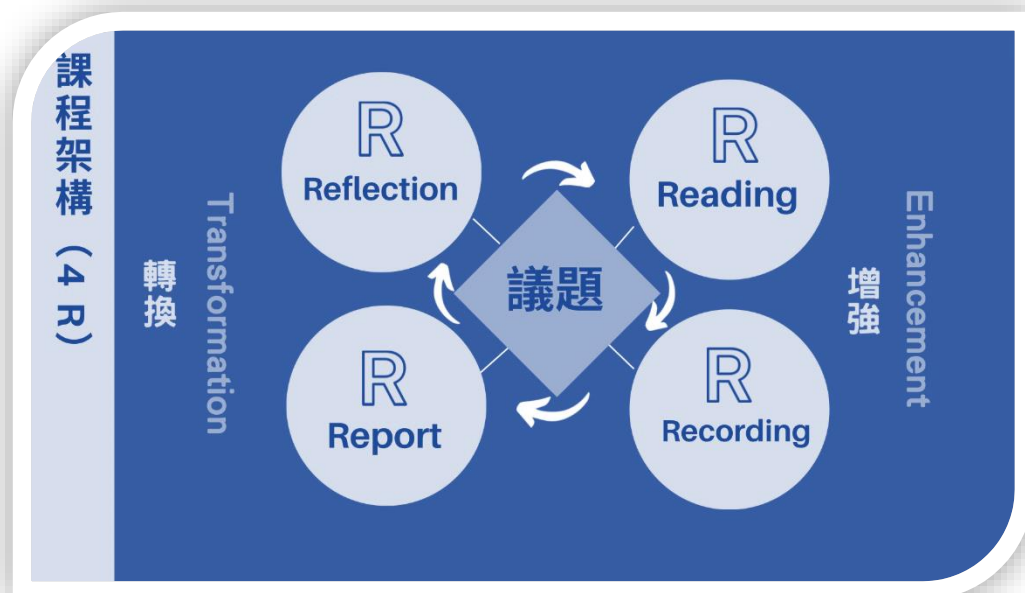 課程架構（4R）
轉換
Transformation
R
Reflection
R
Reading
議題
R
Report
R
Recording
增強
Enhancement